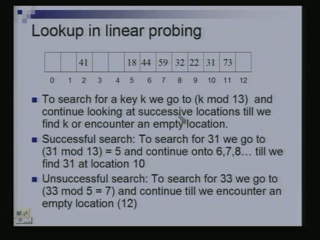 Lookup in linear probing
41 18 44 59 32 22 31 73
0 1 2 3 4 5 6 7 8 9 10 11 12
To search for a key k we go to (k mod 13) and
continue looking at successive locations till we
find k or encounter an empty location.
Successful search: To search for 31 we go to
(31 mod 13) = 5 and continue onto 6,7,8... till we
find 31 at location 10
Unsuccessful search: To search for 33 we go to
(33 mod 5 = 7) and continue till we encounter an
empty location (12)